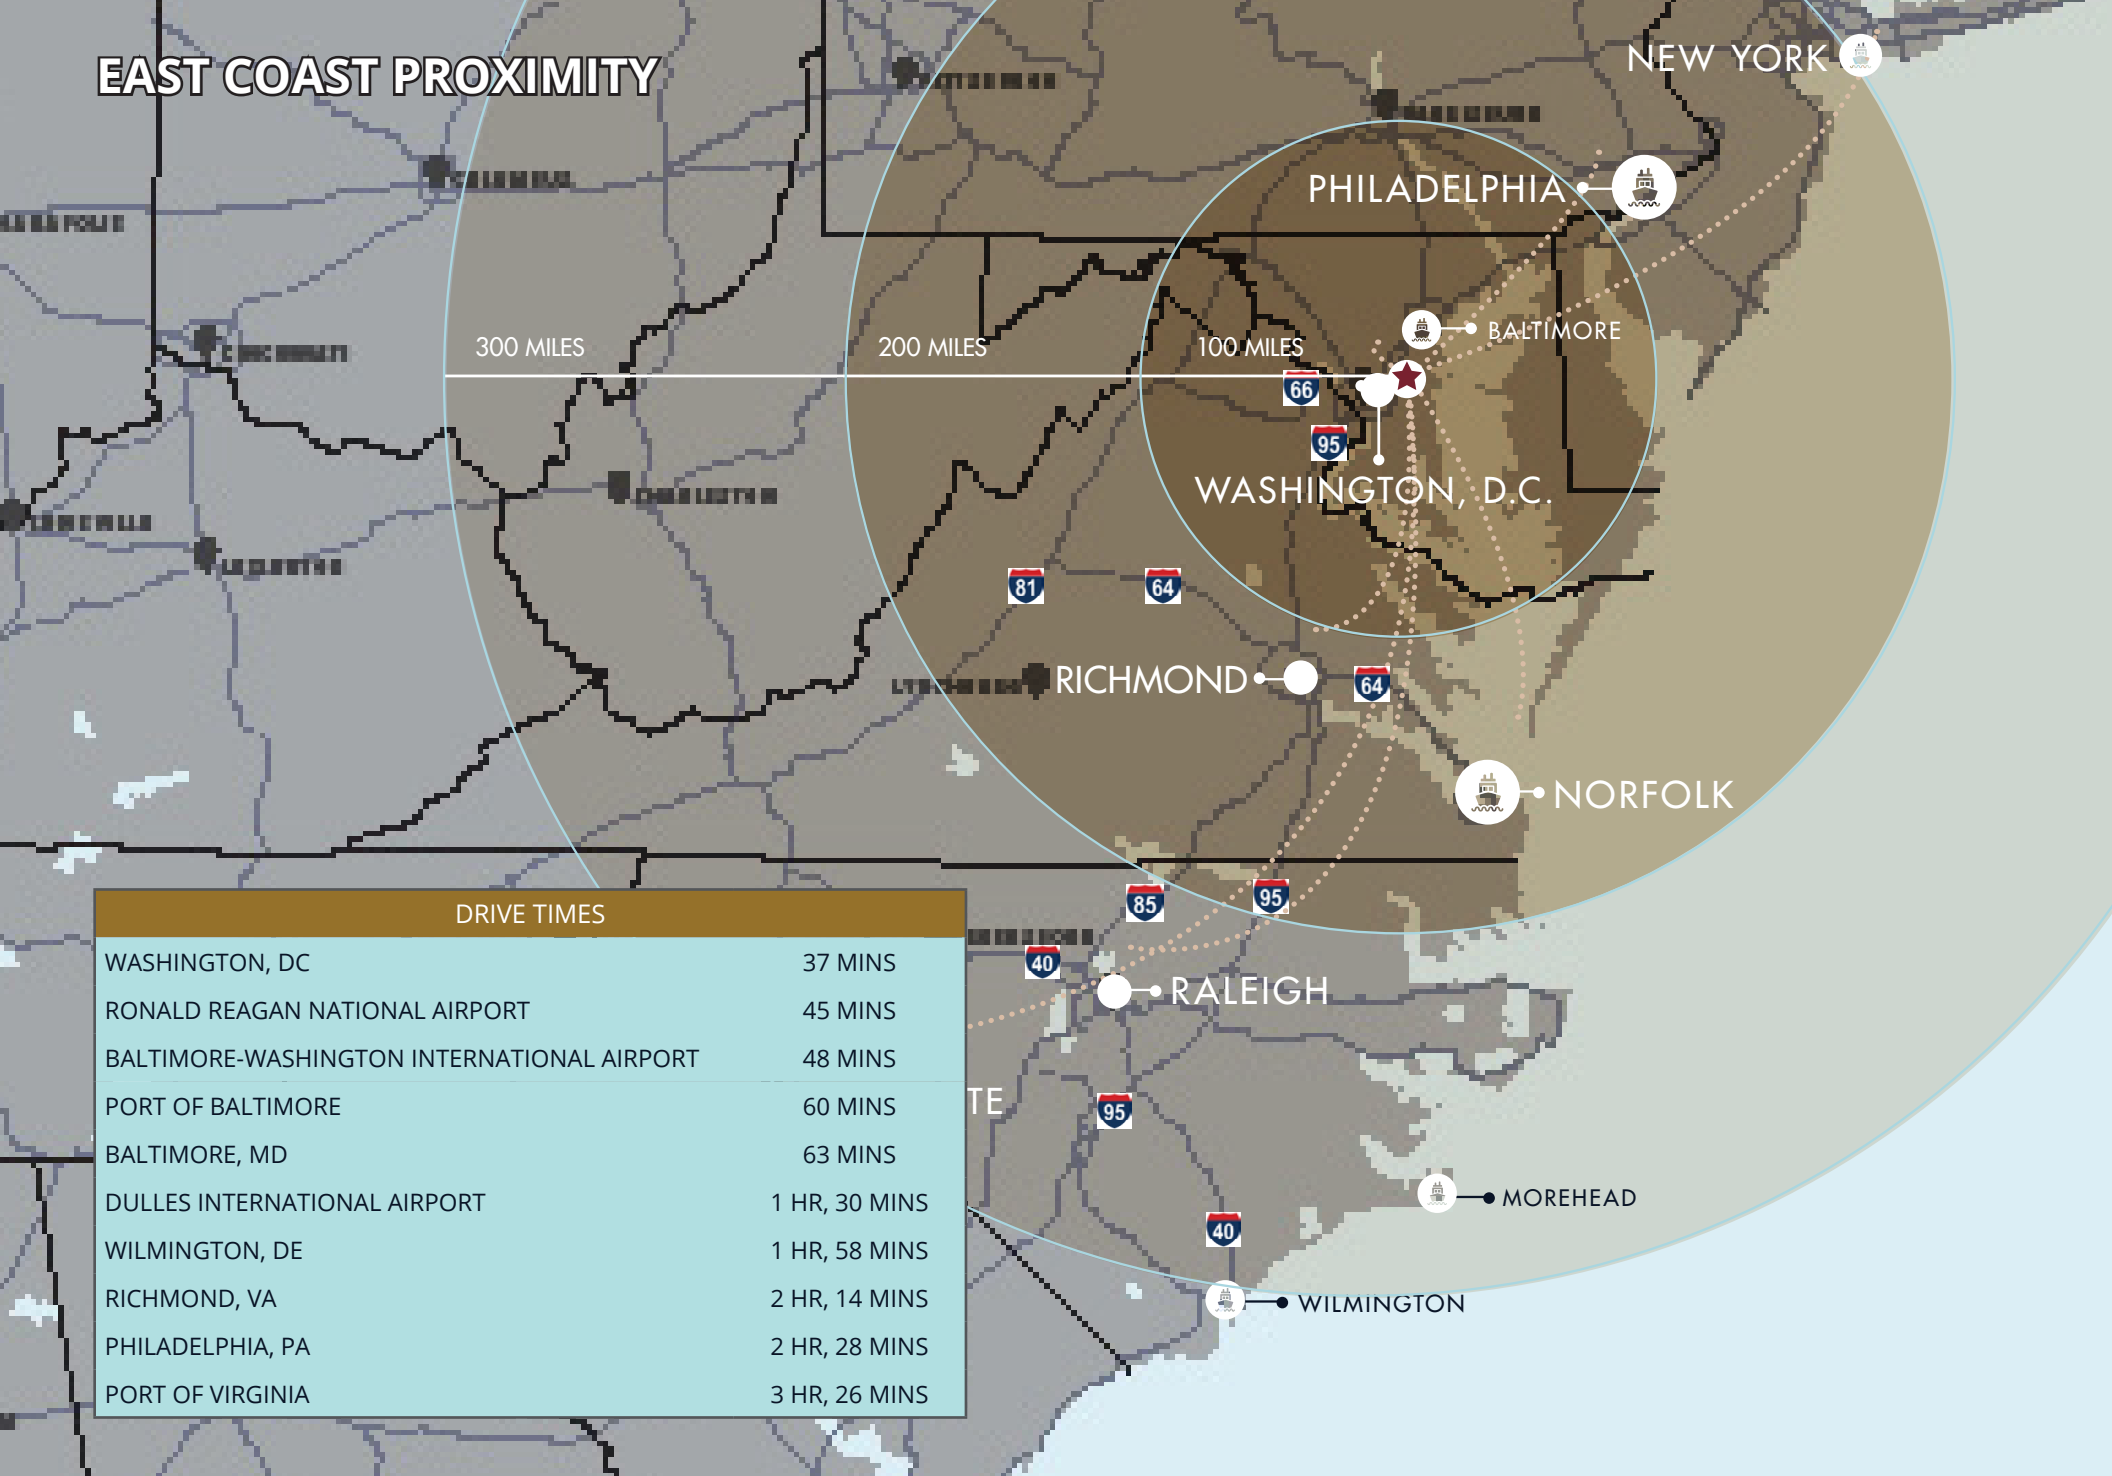 EAST COAST PROXIMITY
NEW YORK
PHILADELPHIA
BALTIMORE
300 MILES
200 MILES
100 MILES
66
95
WASHINGTON, D.C.
81
64
RICHMOND
64
NORFOLK
85
95
40
RALEIGH
TE
95
MOREHEAD
40
WILMINGTON
DRIVE TIMES
WASHINGTON, DC 37 MINS
RONALD REAGAN NATIONAL AIRPORT 45 MINS
BALTIMORE-WASHINGTON INTERNATIONAL AIRPORT 48 MINS
PORT OF BALTIMORE 60 MINS
BALTIMORE, MD 63 MINS
DULLES INTERNATIONAL AIRPORT 1 HR, 30 MINS
WILMINGTON, DE 1 HR, 58 MINS
RICHMOND, VA 2 HR, 14 MINS
PHILADELPHIA, PA 2 HR, 28 MINS
PORT OF VIRGINIA 3 HR, 26 MINS